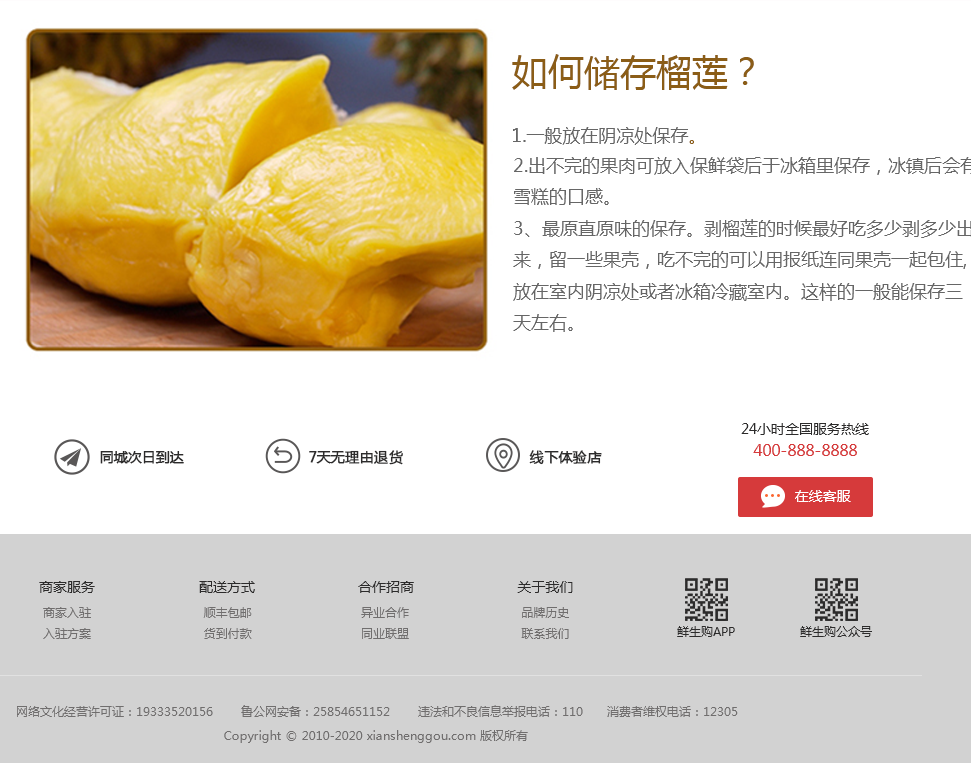 如何储存榴莲？
1.一般放在阴凉处保存。
2.出不完的果肉可放入保鲜袋后于冰箱里保存，冰镇后会有
雪糕的口感。
3、最原直原味的保存。剥榴莲的时候最好吃多少剥多少出
来，留一些果壳，吃不完的可以用报纸连同果壳一起包住,
放在室内阴凉处或者冰箱冷藏室内。这样的一般能保存三
天左右。
同城次日到达
7天无理由退货
线下体验店
24小时全国服务热线
400-888-8888
在线客服
商家服务 配送方式 合作招商 关于我们
商家入驻 顺丰包邮 异业合作 品牌历史
入驻方案 货到付款 同业联盟 联系我们
鲜生购APP 鲜生购公众号
网络文化经营许可证：19333520156 鲁公网安备：25854651152 违法和不良信息举报电话：110 消费者维权电话：12305
Copyright © 2010-2020 xianshenggou.com 版权所有